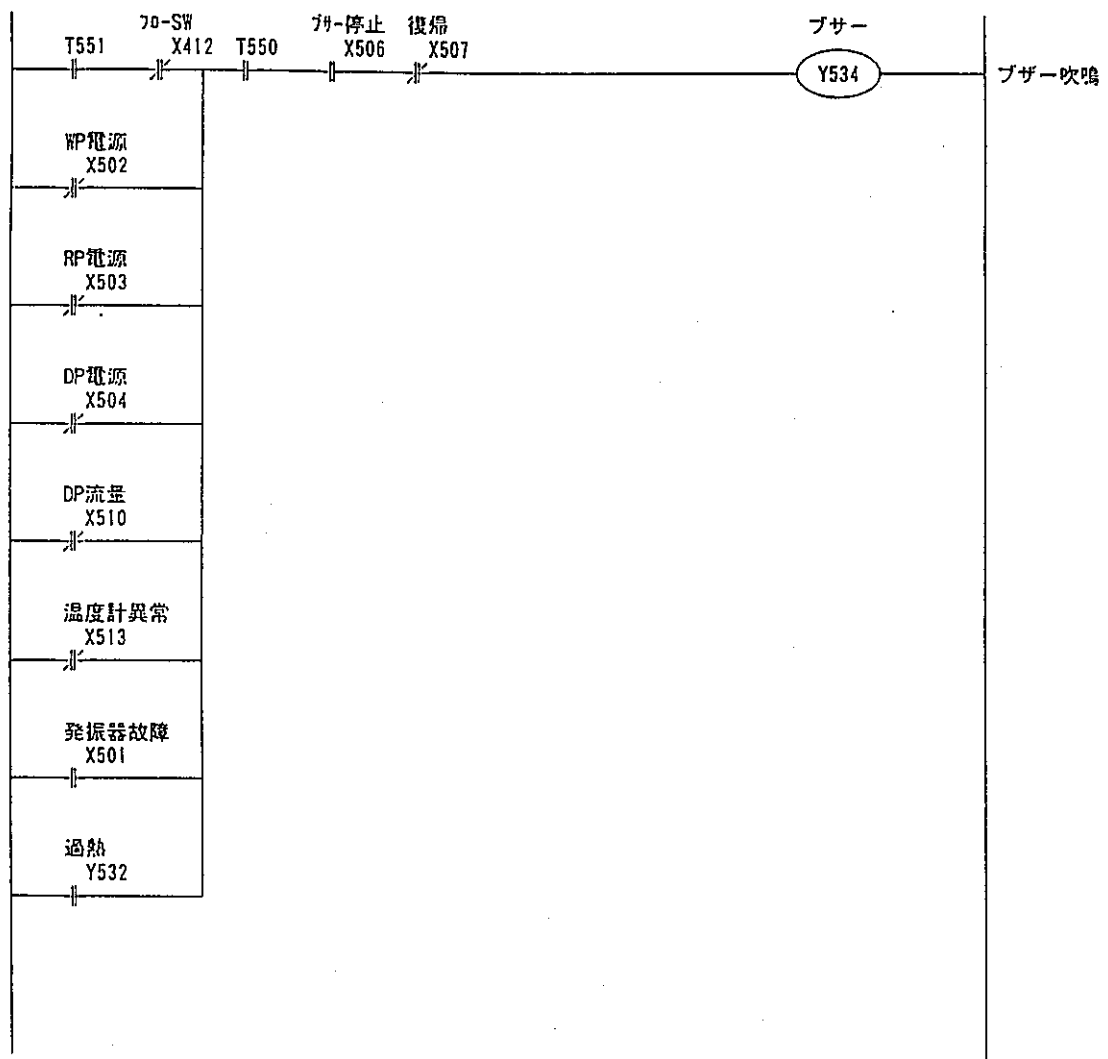 フロ-SW ブザー停止 復帰 ブザー
T551 X412 T550 X506 X507
Y534 ブザー吹鳴
WP電源
X502
RP電源
X503
DP電源
X504
DP流量
X510
温度計異常
X513
発振器故障
X501
過熱
Y532